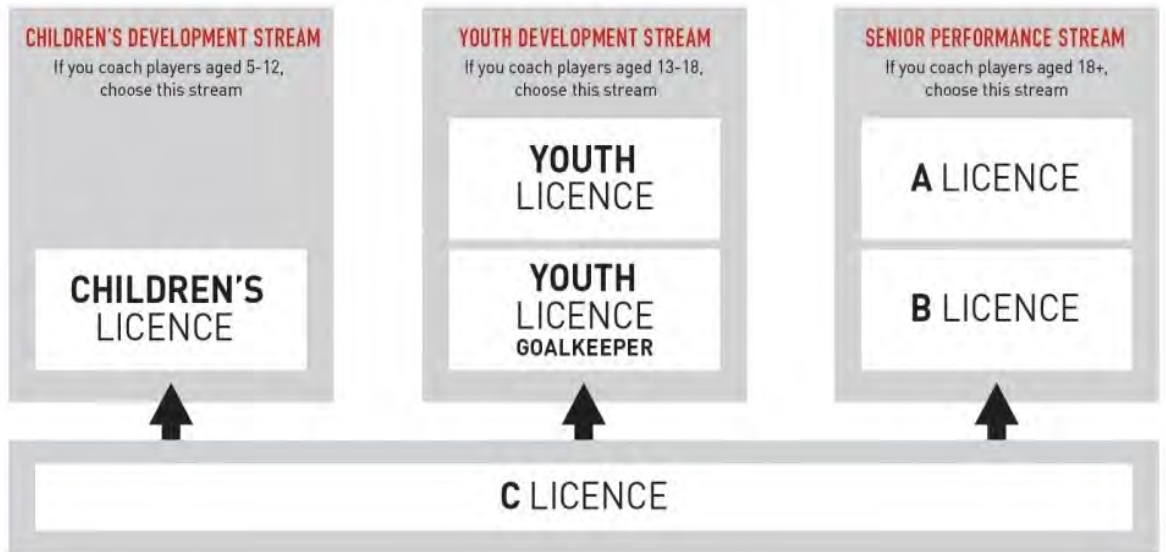 CHILDREN'S DEVELOPMENT STREAM
If you coach players aged 5-12,
choose this stream
CHILDREN'S
LICENCE
YOUTH DEVELOPMENT STREAM
If you coach players aged 13-18,
choose this stream
YOUTH
LICENCE
YOUTH
LICENCE
GOALKEEPER
SENIOR PERFORMANCE STREAM
If you coach players aged 18+,
choose this stream
A LICENCE
B LICENCE
C LICENCE